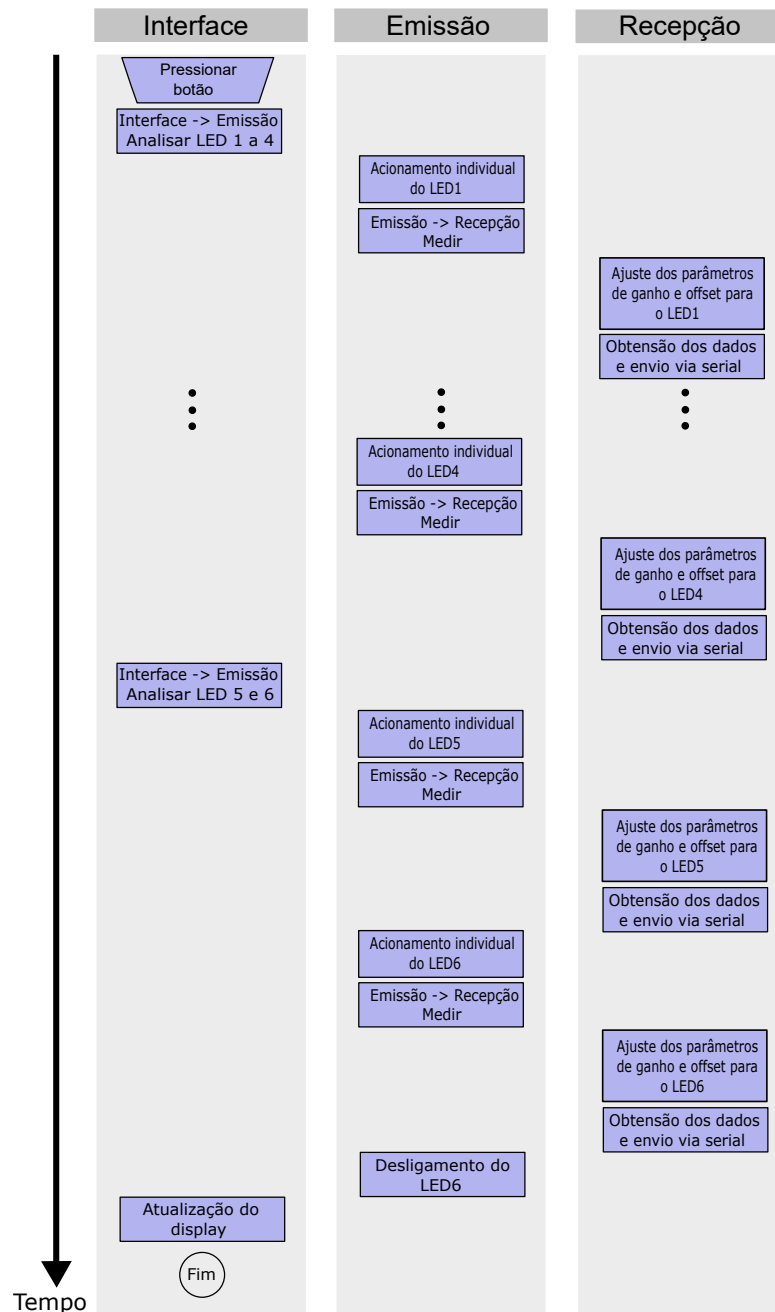 Interface
Emissão
Recepção
Pressionar
botão
Interface -> Emissão
Analisar LED 1 a 4
Acionamento individual
do LED1
Emissão -> Recepção
Medir
Ajuste dos parâmetros
de ganho e offset para
o LED1
Obtensão dos dados
e envio via serial
Acionamento individual
do LED4
Emissão -> Recepção
Medir
Ajuste dos parâmetros
de ganho e offset para
o LED4
Obtensão dos dados
e envio via serial
Interface -> Emissão
Analisar LED 5 e 6
Acionamento individual
do LED5
Emissão -> Recepção
Medir
Ajuste dos parâmetros
de ganho e offset para
o LED5
Obtensão dos dados
e envio via serial
Acionamento individual
do LED6
Emissão -> Recepção
Medir
Ajuste dos parâmetros
de ganho e offset para
o LED6
Obtensão dos dados
e envio via serial
Desligamento do
LED6
Atualização do
display
Fim
Tempo